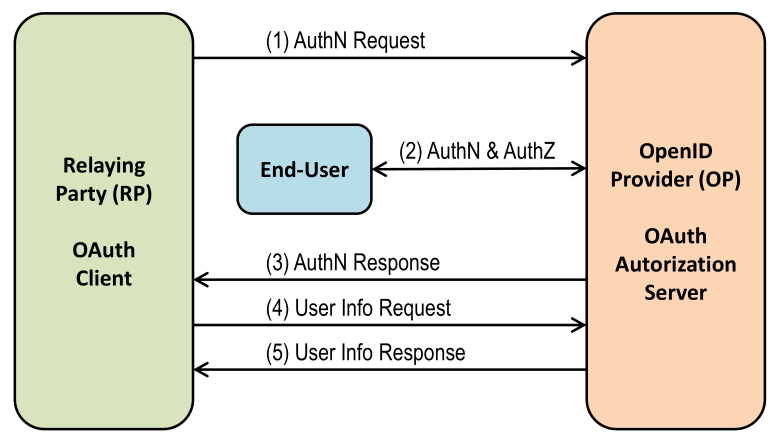 (1) AuthN Request
Relaying
Party (RP)
OAuth
Client
End-User
(2) AuthN & AuthZ
OpenID
Provider (OP)
OAuth
Autorization
Server
(3) AuthN Response
(4) User Info Request
(5) User Info Response